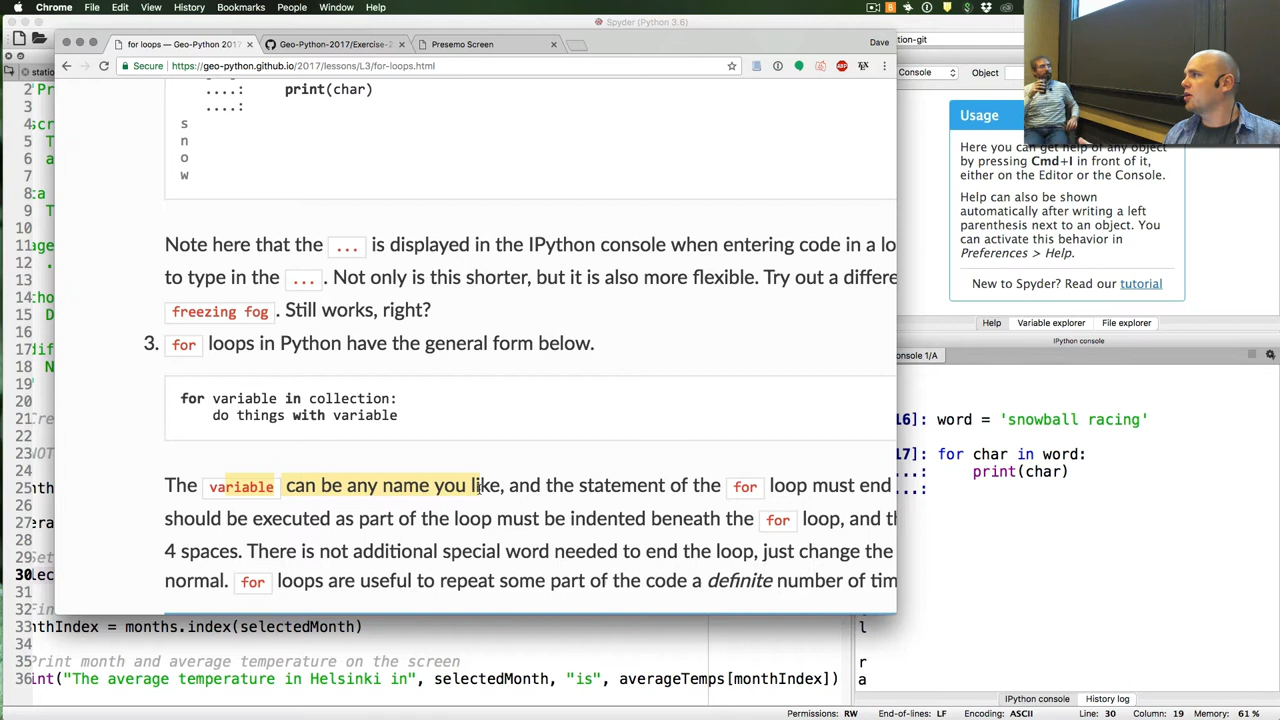 Chrome File Edit View History Bookmarks People Window Help
Spyder (Python 3.6)
for loops — Geo-Python 2017
Geo-Python-2017/Exercise-
Presemo Screen
Dave
Secure https://geo-python.github.io/2017/lessons/L3/for-loops.html
Console Object
....: print(char)
....:
s
n
o
w
Note here that the ... is displayed in the IPython console when entering code in a lo
to type in the ... . Not only is this shorter, but it is also more flexible. Try out a differe
freezing fog . Still works, right?
3. for loops in Python have the general form below.
for variable in collection:
do things with variable
The variable can be any name you like, and the statement of the for loop must end
should be executed as part of the loop must be indented beneath the for loop, and th
4 spaces. There is not additional special word needed to end the loop, just change the
normal. for loops are useful to repeat some part of the code a definite number of tim
Usage
Here you can get help of any object
by pressing Cmd+I in front of it,
either on the Editor or the Console.
Help can also be shown
automatically after writing a left
parenthesis next to an object. You
can activate this behavior in
Preferences > Help.
New to Spyder? Read our tutorial
Help Variable explorer File explorer
IPython console
onsole 1/A
16]: word = 'snowball racing'
17]: for char in word:
...: print(char)
...:
l
r
a
IPython console History log
30
31
32
33 nthIndex = months.index(selectedMonth)
34
35 Print month and average temperature on the screen
36 int("The average temperature in Helsinki in", selectedMonth, "is", averageTemps[monthIndex])
Permissions: RW End-of-lines: LF Encoding: ASCII Line: 30 Column: 19 Memory: 61 %